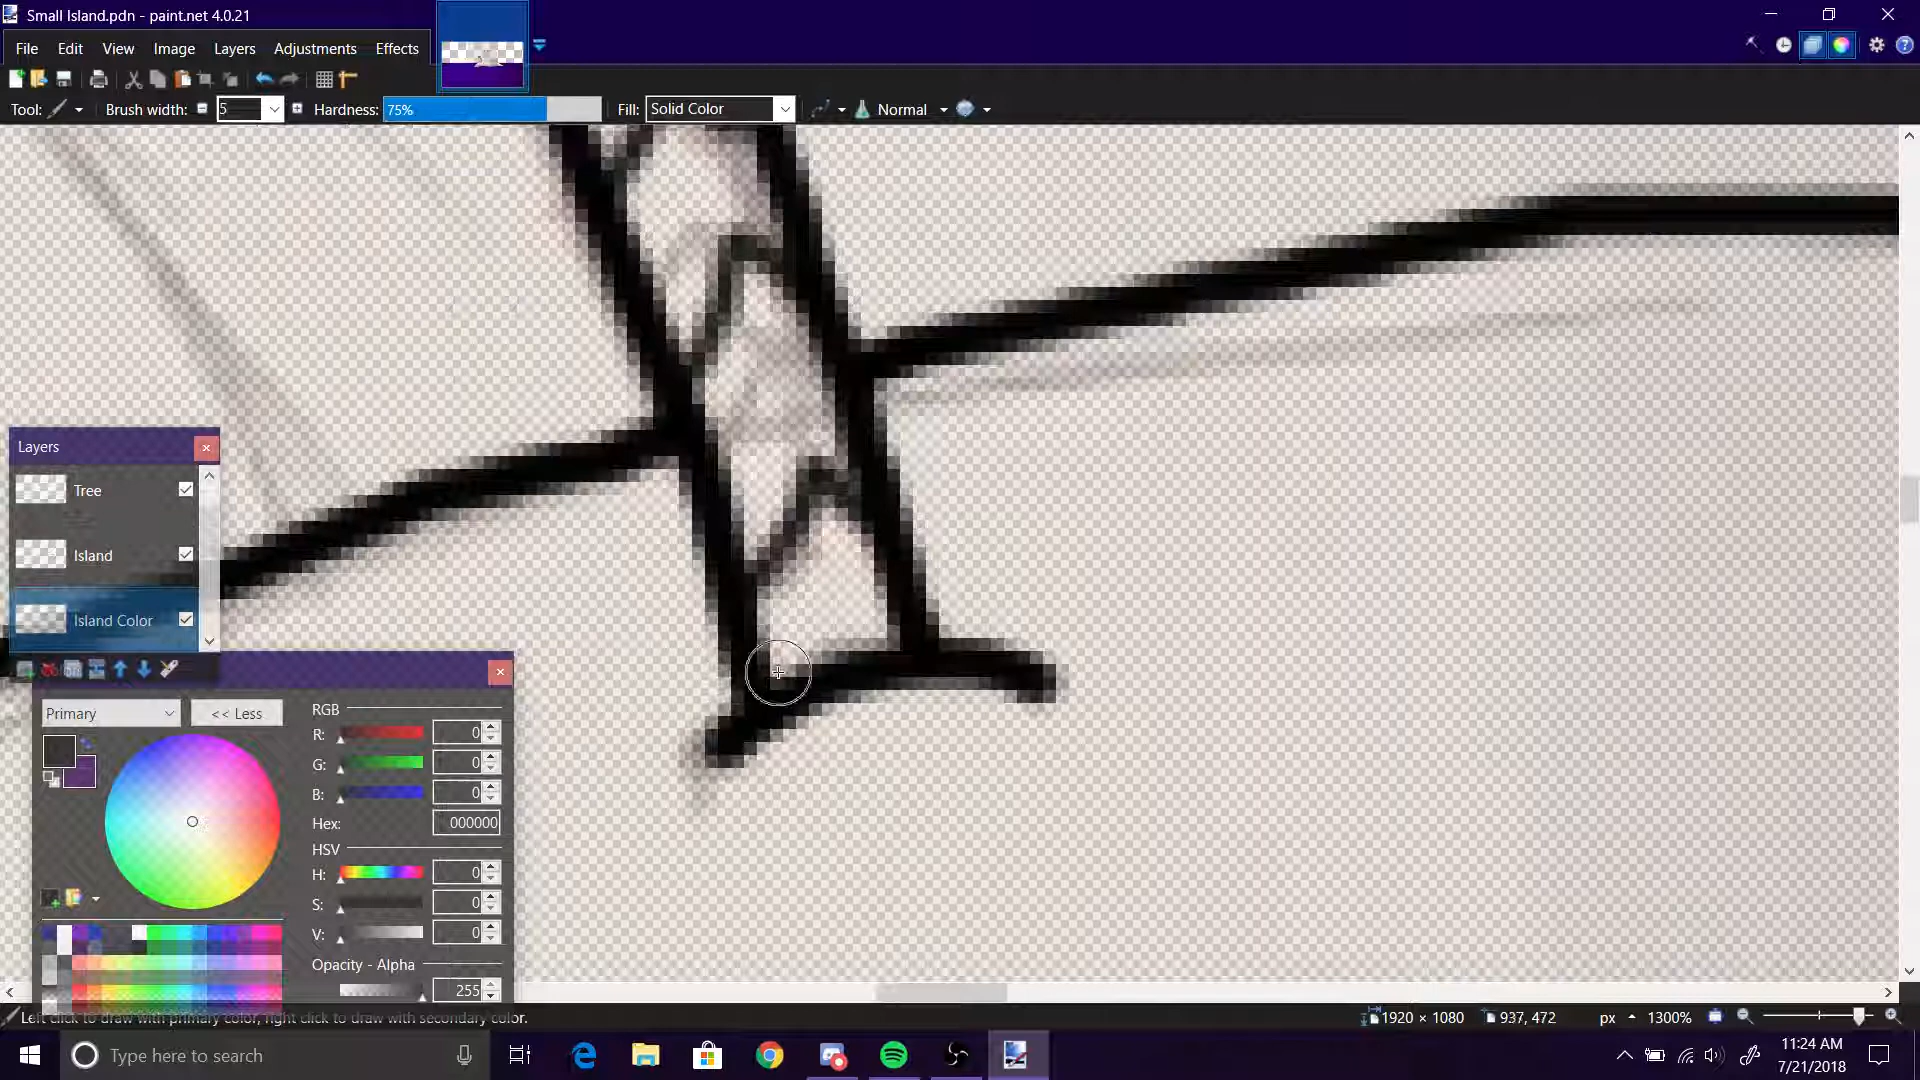 Small Island.pdn - paint.net 4.0.21
File Edit View Image Layers Adjustments Effects
Tool: Brush width: 5 Hardness: 75% Fill: Solid Color Normal
Layers
Tree
Island
Island Color
Primary << Less
RGB
R: 0
G: 0
B: 0
Hex: 000000
HSV
H: 0
S: 0
V: 0
Opacity - Alpha
255
Left click to draw with primary color, right click to draw with secondary color.
1920 × 1080 937, 472 px 1300%
Type here to search
11:24 AM
7/21/2018